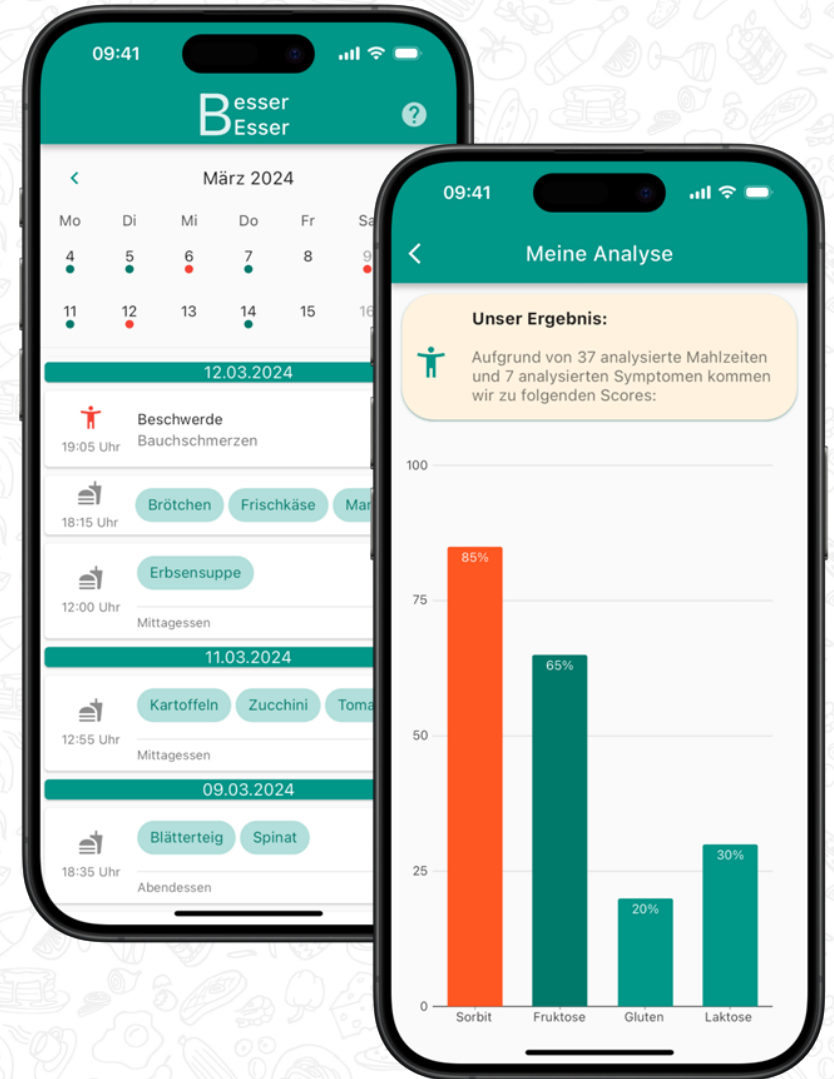 09:41
Besser
Esser
März 2024
Mo Di Mi Do Fr
4 5 6 7 8 9
11 12 13 14 15 16
12.03.2024
Beschwerde
19:05 Uhr Bauchschmerzen
Brötchen Frischkäse
18:15 Uhr
Erbsensuppe
12:00 Uhr
Mittagessen
11.03.2024
Kartoffeln Zucchini
12:55 Uhr
Mittagessen
09.03.2024
Blätterteig Spinat
18:35 Uhr
Abendessen
09:41
Meine Analyse
Unser Ergebnis:
Aufgrund von 37 analysierte Mahlzeiten
und 7 analysierten Symptomen kommen
wir zu folgenden Scores:
100
85%
75
65%
50
30%
25
20%
0
Sorbit Fruktose Gluten Laktose